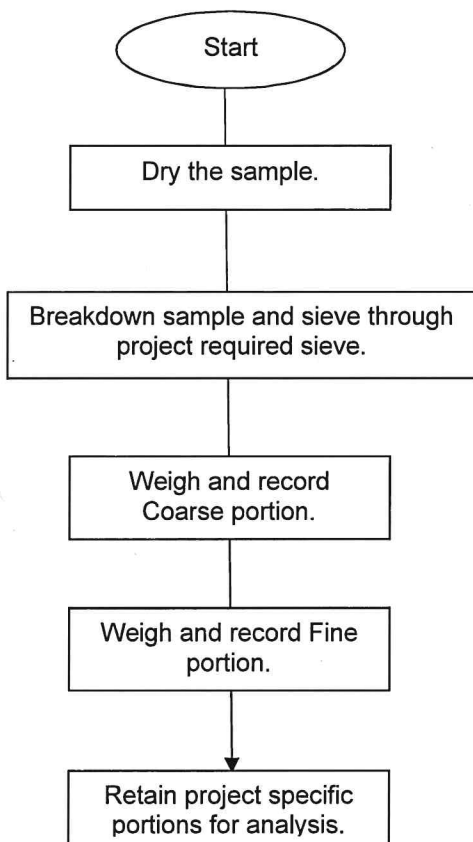 Start
Dry the sample.
Breakdown sample and sieve through
project required sieve.
Weigh and record
Coarse portion.
Weigh and record Fine
portion.
Retain project specific
portions for analysis.